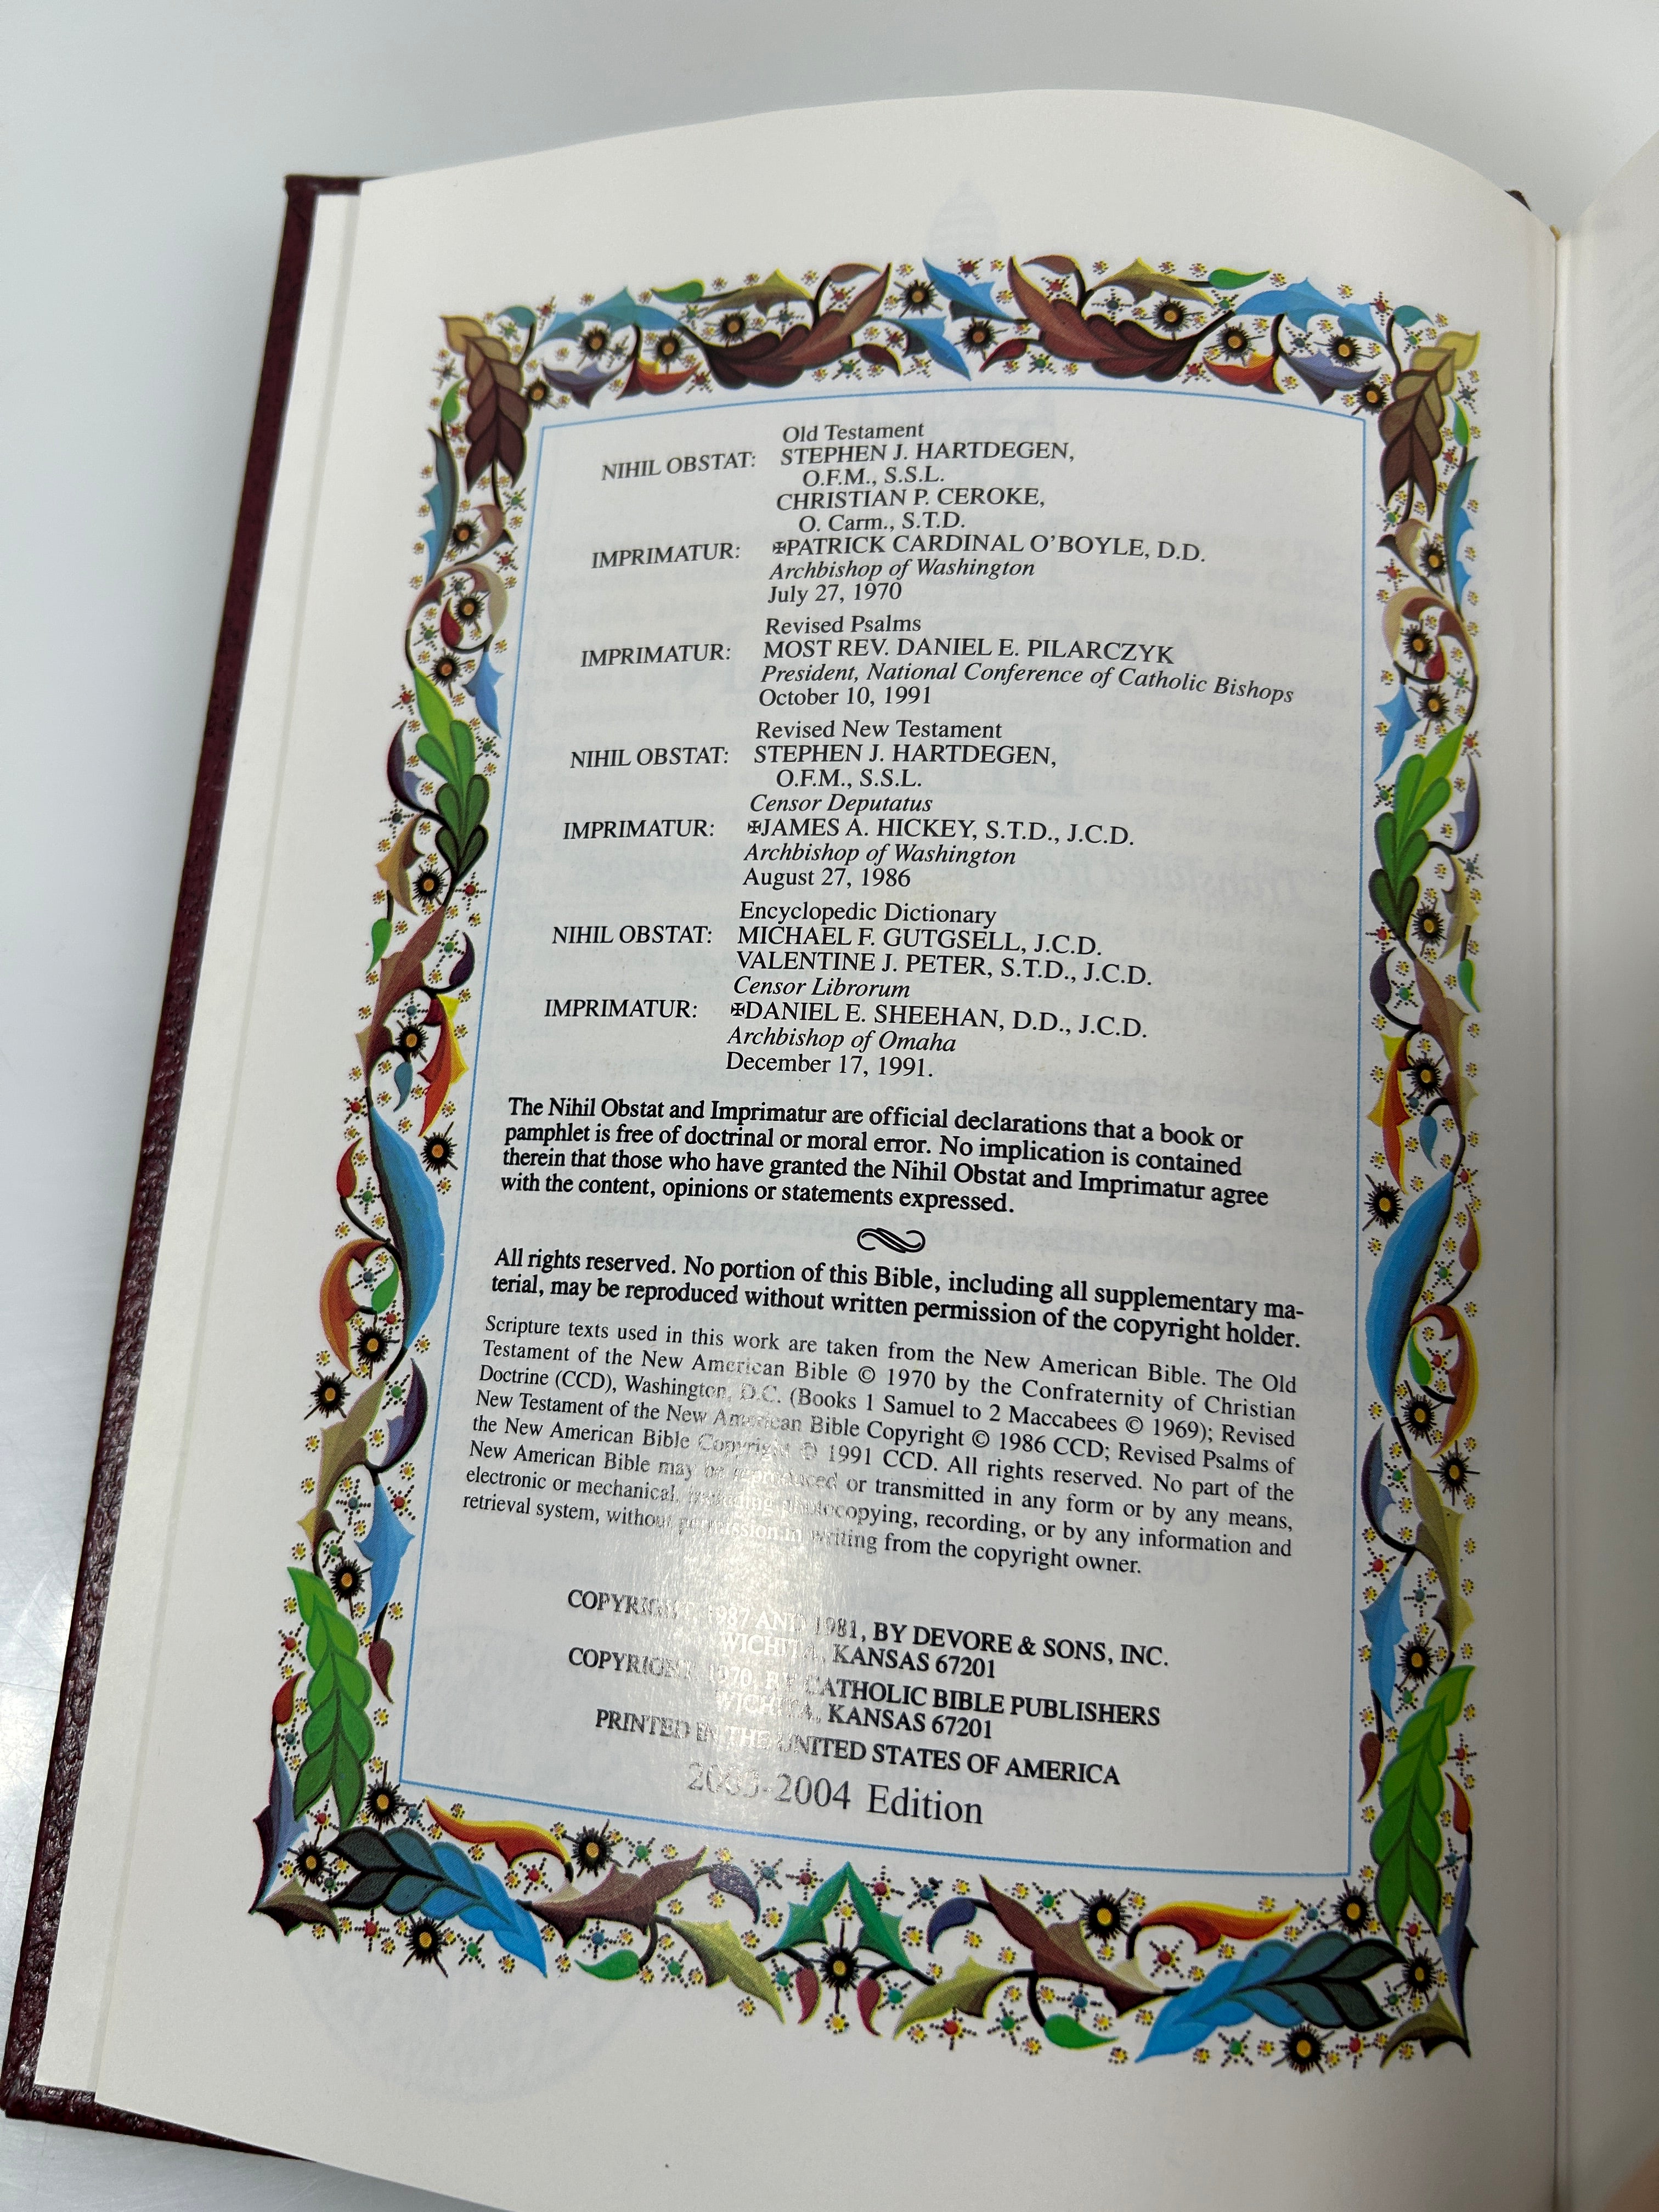 Old Testament
NIHIL OBSTAT: STEPHEN J. HARTDEGEN,
O.F.M., S.S.L.
CHRISTIAN P. CEROKE,
O. Carm., S.T.D.
IMPRIMATUR: ✠PATRICK CARDINAL O'BOYLE, D.D.
Archbishop of Washington
July 27, 1970
Revised Psalms
IMPRIMATUR: MOST REV. DANIEL E. PILARCZYK
President, National Conference of Catholic Bishops
October 10, 1991
Revised New Testament
NIHIL OBSTAT: STEPHEN J. HARTDEGEN,
O.F.M., S.S.L.
Censor Deputatus
IMPRIMATUR: ✠JAMES A. HICKEY, S.T.D., J.C.D.
Archbishop of Washington
August 27, 1986
Encyclopedic Dictionary
NIHIL OBSTAT: MICHAEL F. GUTGSELL, J.C.D.
VALENTINE J. PETER, S.T.D., J.C.D.
Censor Librorum
IMPRIMATUR: ✠DANIEL E. SHEEHAN, D.D., J.C.D.
Archbishop of Omaha
December 17, 1991.
The Nihil Obstat and Imprimatur are official declarations that a book or
pamphlet is free of doctrinal or moral error. No implication is contained
therein that those who have granted the Nihil Obstat and Imprimatur agree
with the content, opinions or statements expressed.
All rights reserved. No portion of this Bible, including all supplementary ma-
terial, may be reproduced without written permission of the copyright holder.
Scripture texts used in this work are taken from the New American Bible. The Old
Testament of the New American Bible © 1970 by the Confraternity of Christian
Doctrine (CCD), Washington, D.C. (Books 1 Samuel to 2 Maccabees © 1969); Revised
New Testament of the New American Bible Copyright © 1986 CCD; Revised Psalms of
the New American Bible Copyright © 1991 CCD. All rights reserved. No part of the
New American Bible may be reproduced or transmitted in any form or by any means,
electronic or mechanical, including photocopying, recording, or by any information and
retrieval system, without permission in writing from the copyright owner.
COPYRIGHT 1987 AND 1981, BY DEVORE & SONS, INC.
WICHITA, KANSAS 67201
COPYRIGHT 1970, BY CATHOLIC BIBLE PUBLISHERS
WICHITA, KANSAS 67201
PRINTED IN THE UNITED STATES OF AMERICA
2003-2004 Edition